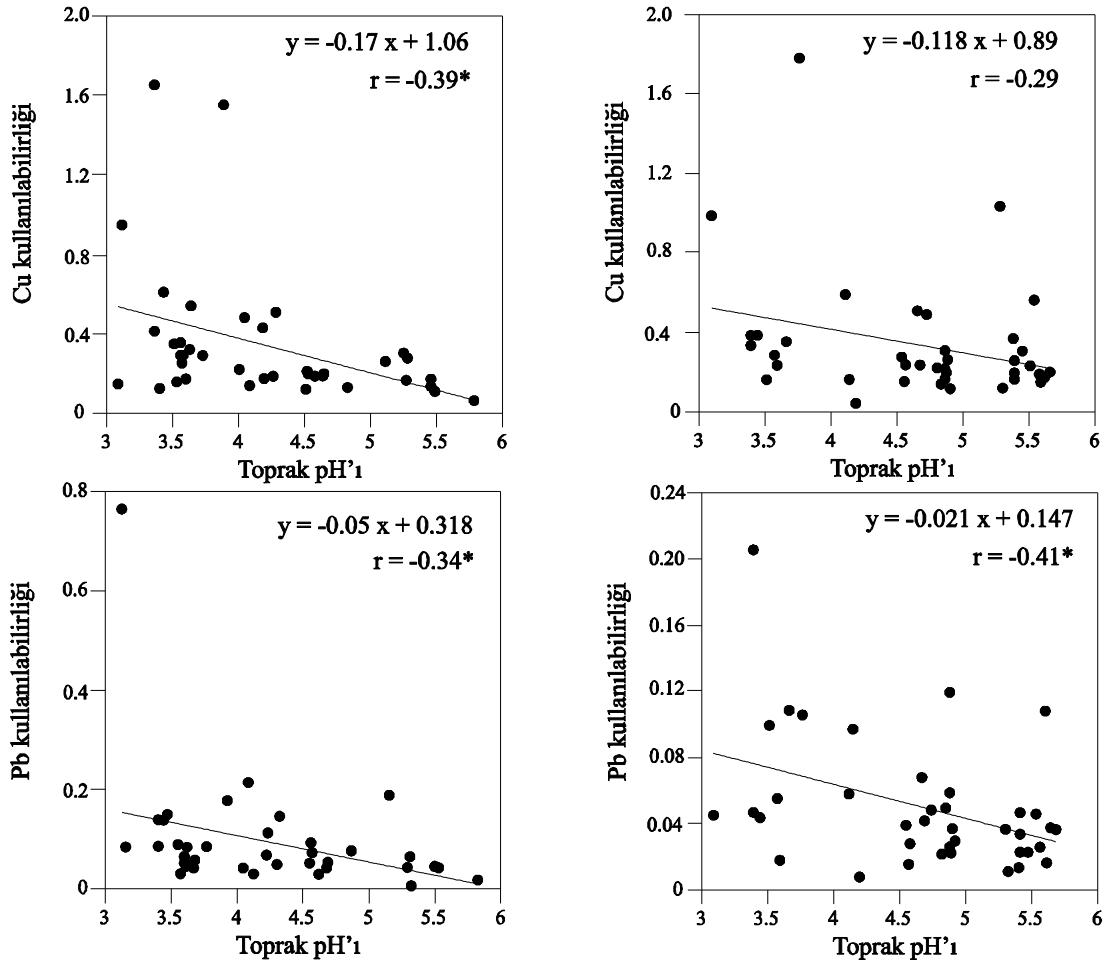 2.0
y = -0.17 x + 1.06
r = -0.39*
1.6
1.2
0.8
0.4
0
Cu kullanılabilirliği
3 3.5 4 4.5 5 5.5 6
Toprak pH’ı
2.0
y = -0.118 x + 0.89
r = -0.29
1.6
1.2
0.8
0.4
0
Cu kullanılabilirliği
3 3.5 4 4.5 5 5.5 6
Toprak pH’ı
0.8
y = -0.05 x + 0.318
r = -0.34*
0.6
0.4
0.2
0
Pb kullanılabilirliği
3 3.5 4 4.5 5 5.5 6
Toprak pH’ı
0.24
y = -0.021 x + 0.147
r = -0.41*
0.20
0.16
0.12
0.08
0.04
0
Pb kullanılabilirliği
3 3.5 4 4.5 5 5.5 6
Toprak pH’ı